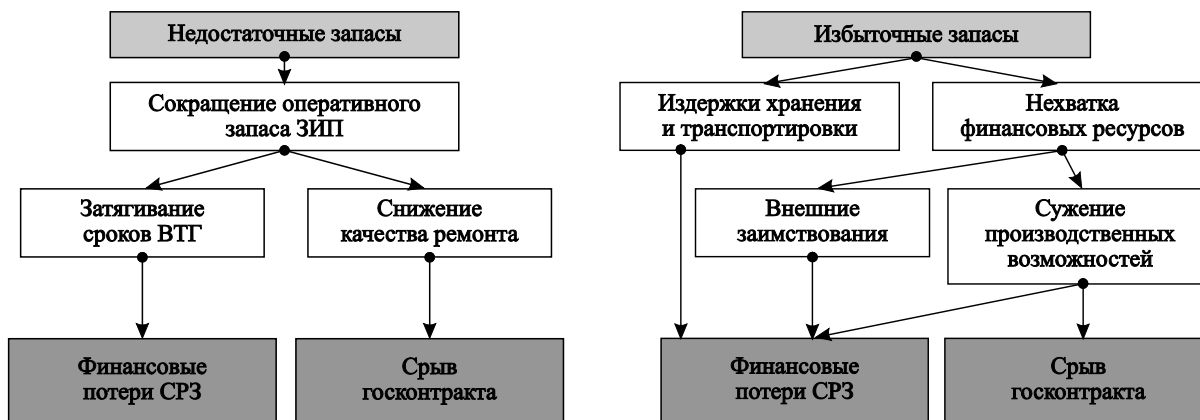 Недостаточные запасы
Сокращение оперативного
запаса ЗИП
Затягивание
сроков ВТГ
Снижение
качества ремонта
Финансовые
потери СРЗ
Срыв
госконтракта
Избыточные запасы
Издержки хранения
и транспортировки
Нехватка
финансовых ресурсов
Внешние
заимствования
Сужение
производственных
возможностей
Финансовые
потери СРЗ
Срыв
госконтракта